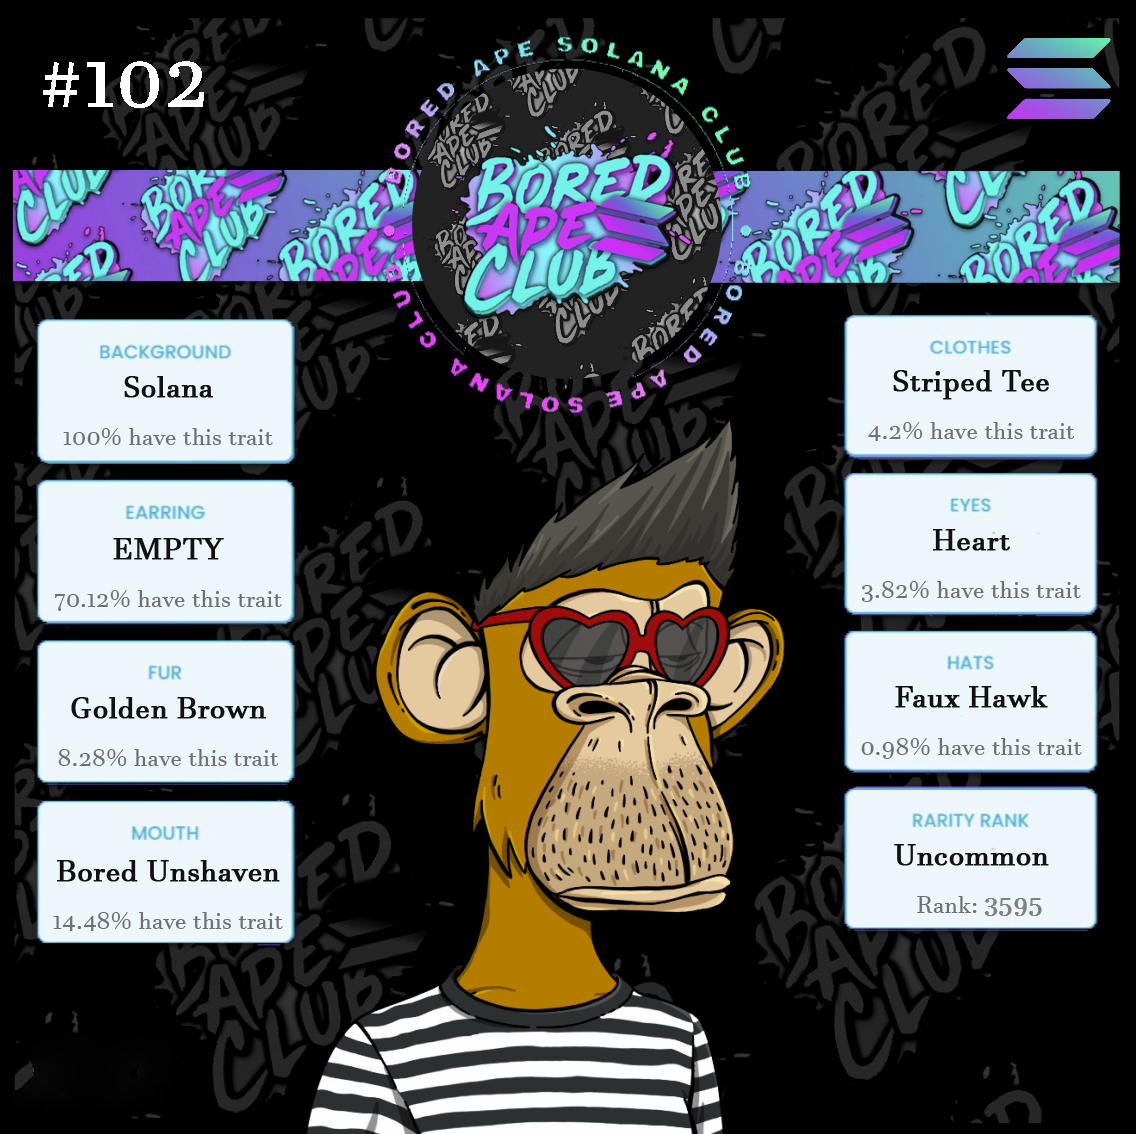 #102
BORED APE SOLANA CLUB
BORED APE SOLANA CLUB
BORED
APE
CLUB
BACKGROUND
Solana
100% have this trait
EARRING
EMPTY
70.12% have this trait
FUR
Golden Brown
8.28% have this trait
MOUTH
Bored Unshaven
14.48% have this trait
CLOTHES
Striped Tee
4.2% have this trait
EYES
Heart
3.82% have this trait
HATS
Faux Hawk
0.98% have this trait
RARITY RANK
Uncommon
Rank: 3595